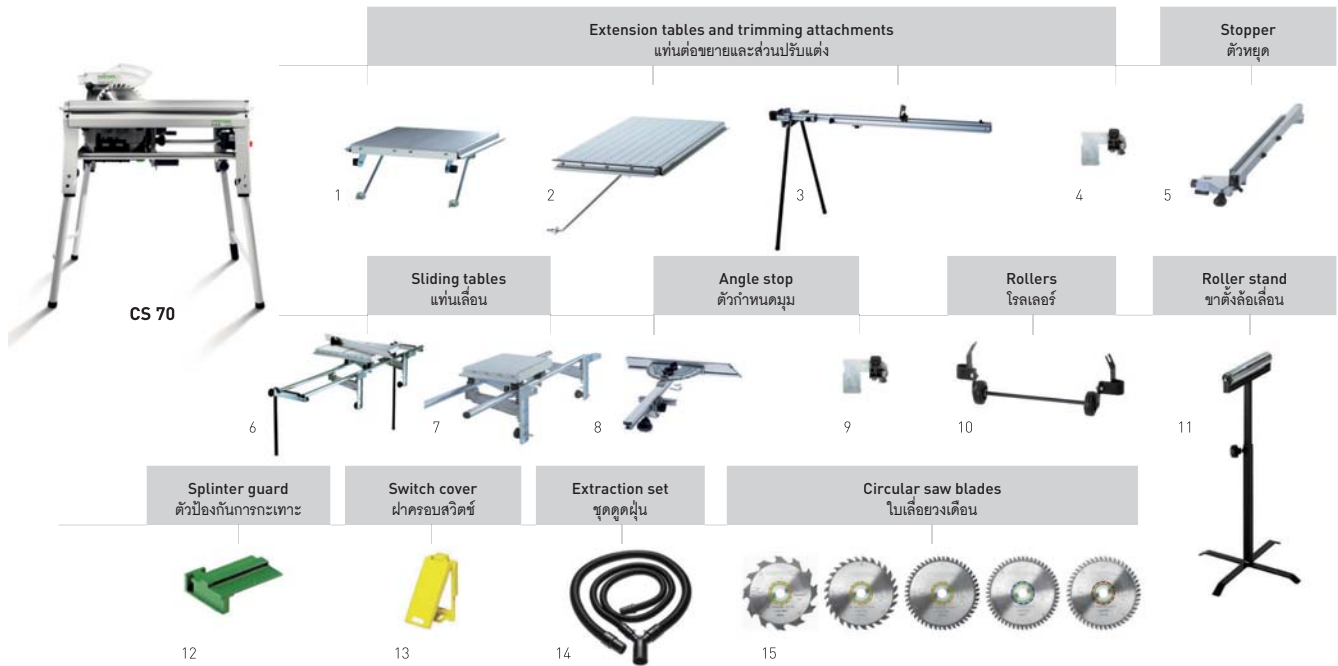 Extension tables and trimming attachments
แท่นต่อขยายและส่วนปรับแต่ง
Stopper
ตัวหยุด
1
2
3
4
5
CS 70
Sliding tables
แท่นเลื่อน
Angle stop
ตัวกำหนดมุม
Rollers
โรลเลอร์
Roller stand
ขาตั้งล้อเลื่อน
6
7
8
9
10
11
Splinter guard
ตัวป้องกันการกะเทาะ
Switch cover
ฝาครอบสวิตช์
Extraction set
ชุดดูดฝุ่น
Circular saw blades
ใบเลื่อยวงเดือน
12
13
14
15